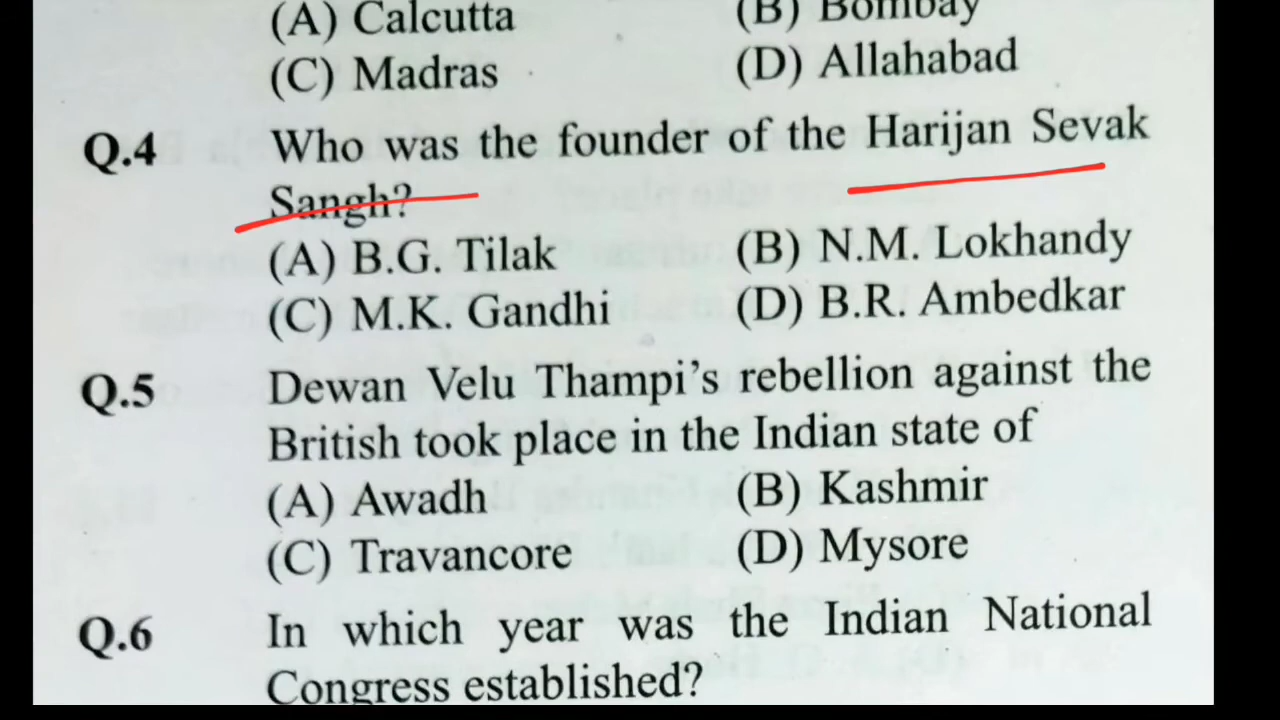 (A) Calcutta (B) Bombay
(C) Madras (D) Allahabad
Q.4 Who was the founder of the Harijan Sevak
Sangh?
(A) B.G. Tilak (B) N.M. Lokhandy
(C) M.K. Gandhi (D) B.R. Ambedkar
Q.5 Dewan Velu Thampi's rebellion against the
British took place in the Indian state of
(A) Awadh (B) Kashmir
(C) Travancore (D) Mysore
Q.6 In which year was the Indian National
Congress established?